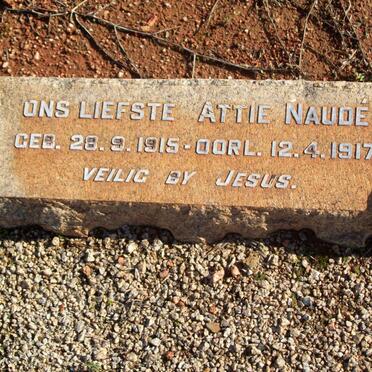 ONS LIEFSTE ATTIE NAUDÉ
GEB. 28.9.1915 - OORL. 12.4.1917
VEILIG BY JESUS.